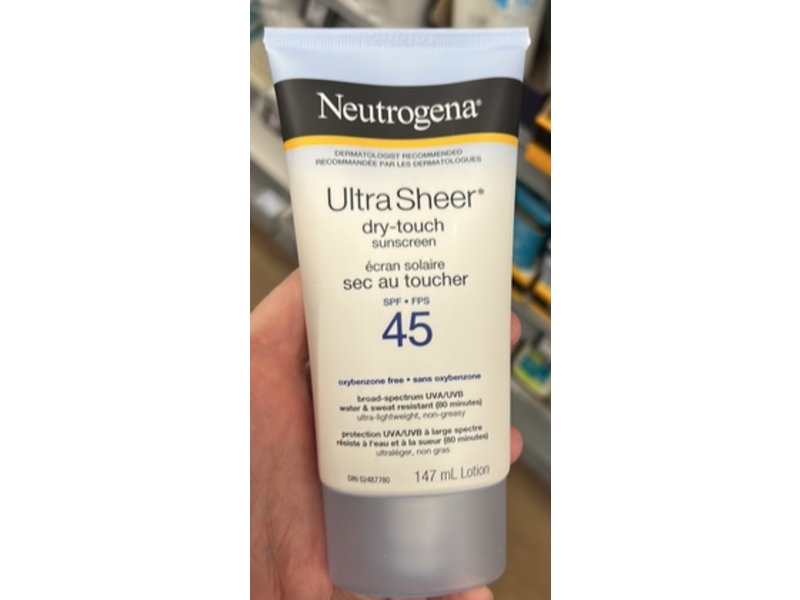 Neutrogena®
DERMATOLOGIST RECOMMENDED
RECOMMANDÉE PAR LES DERMATOLOGUES
Ultra Sheer®
dry-touch
sunscreen
écran solaire
sec au toucher
SPF • FPS
45
oxybenzone free • sans oxybenzone
broad-spectrum UVA/UVB
water & sweat resistant (80 minutes)
ultra-lightweight, non-greasy
protection UVA/UVB à large spectre
résiste à l'eau et à la sueur (80 minutes)
ultraléger, non gras
DIN 02487780 147 mL Lotion